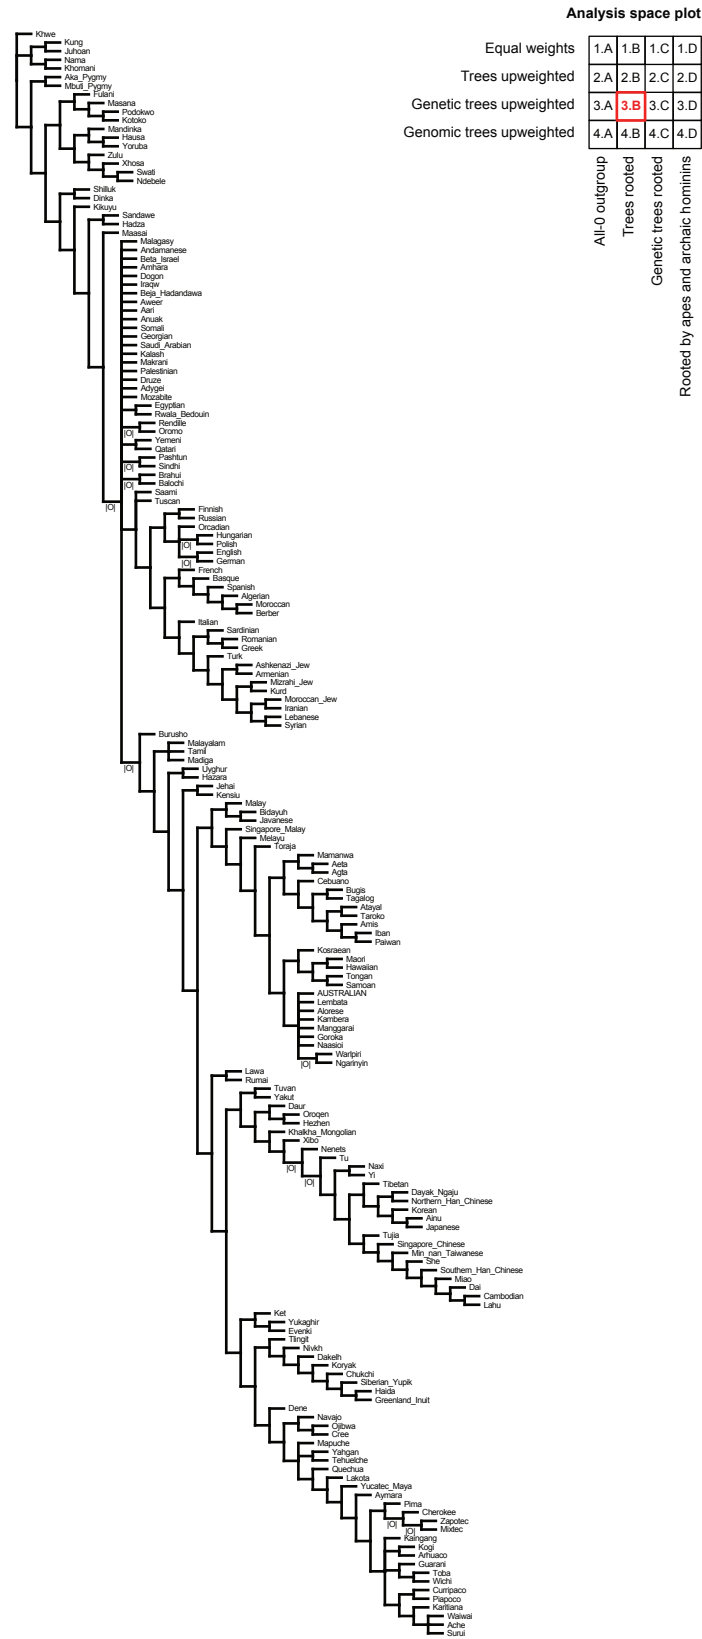 Analysis space plot
Equal weights
1.A 1.B 1.C 1.D
Trees upweighted
2.A 2.B 2.C 2.D
Genetic trees upweighted
3.A 3.B 3.C 3.D
Genomic trees upweighted
4.A 4.B 4.C 4.D
All-0 outgroup
Trees rooted
Genetic trees rooted
Rooted by apes and archaic hominins
Khwe
Kung
Juhoan
Nama
Khomani
Aka_Pygmy
Mbuti_Pygmy
Fulani
Masana
Podokwo
Kotoko
Mandinka
Hausa
Yoruba
Zulu
Xhosa
Swati
Ndebele
Shilluk
Dinka
Kikuyu
Sandawe
Hadza
Maasai
Malagasy
Andamanese
Beta_Israel
Amhara
Dogon
Iraqw
Beja_Hadandawa
Aweer
Aari
Anuak
Somali
Georgian
Saudi_Arabian
Kalash
Makrani
Palestinian
Druze
Adygei
Mozabite
Egyptian
Rwala_Bedouin
Rendille
Oromo
|O|
Yemeni
Qatari
Pashtun
Sindhi
|O|
Brahui
Balochi
|O|
Saami
Tuscan
|O|
Finnish
Russian
Orcadian
Hungarian
Polish
|O|
English
German
|O|
French
Basque
Spanish
Algerian
Moroccan
Berber
Italian
Sardinian
Romanian
Greek
Turk
Ashkenazi_Jew
Armenian
Mizrahi_Jew
Kurd
Moroccan_Jew
Iranian
Lebanese
Syrian
Burusho
Malayalam
Tamil
Madiga
|O|
Uyghur
Hazara
Jehai
Kensiu
Malay
Bidayuh
Javanese
Singapore_Malay
Melayu
Toraja
Mamanwa
Aeta
Agta
Cebuano
Bugis
Tagalog
Atayal
Taroko
Amis
Iban
Paiwan
Kosraean
Maori
Hawaiian
Tongan
Samoan
AUSTRALIAN
Lembata
Alorese
Kambera
Manggarai
Goroka
Naasioi
Warlpiri
Ngarinyin
|O|
Lawa
Rumai
Tuvan
Yakut
Daur
Oroqen
Hezhen
Khalkha_Mongolian
Xibo
Nenets
Tu
|O|
Naxi
Yi
|O|
Tibetan
Dayak_Ngaju
Northern_Han_Chinese
Korean
Ainu
Japanese
Tujia
Singapore_Chinese
Min_nan_Taiwanese
She
Southern_Han_Chinese
Miao
Dai
Cambodian
Lahu
Ket
Yukaghir
Evenki
Tlingit
Nivkh
Dakelh
Koryak
Chukchi
Siberian_Yupik
Haida
Greenland_Inuit
Dene
Navajo
Ojibwa
Cree
Mapuche
Yahgan
Tehuelche
Quechua
Lakota
Yucatec_Maya
Aymara
Pima
Cherokee
Zapotec
|O|
Mixtec
|O|
Kaingang
Kogi
Arhuaco
Guarani
Toba
Wichi
Curripaco
Piapoco
Karitiana
Waiwai
Ache
Surui